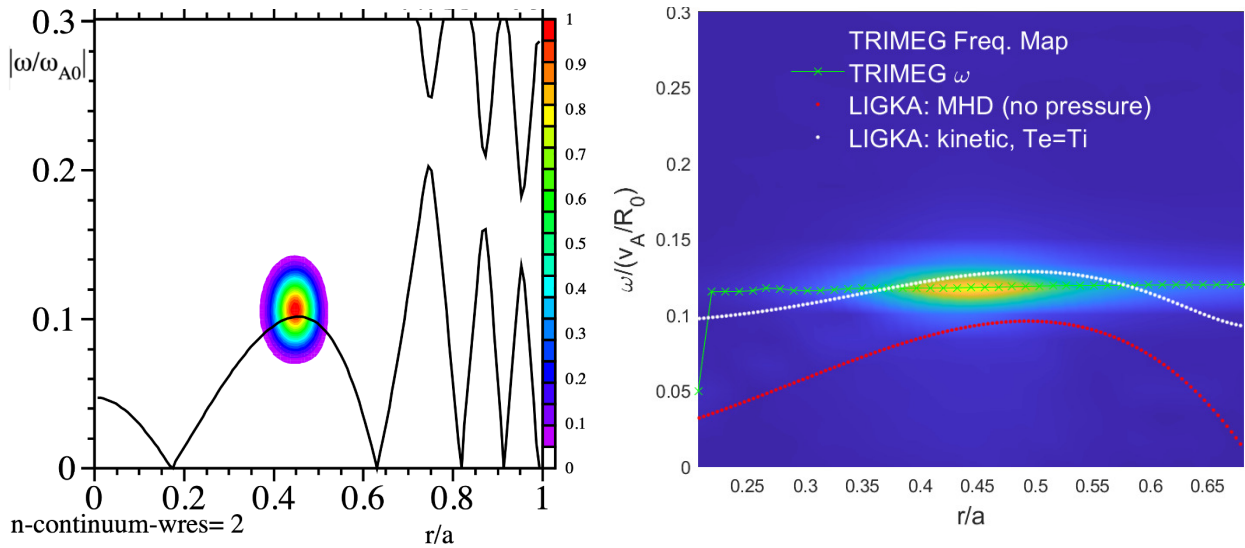 0.3
|ω/ω_{A0}|
0.2
0.1
0
0 0.2 0.4 0.6 0.8 1
n-continuum-wres= 2
r/a
1
0.9
0.8
0.7
0.6
0.5
0.4
0.3
0.2
0.1
0
TRIMEG Freq. Map
TRIMEG ω
LIGKA: MHD (no pressure)
LIGKA: kinetic, Te=Ti
0.3
0.25
0.2
0.15
0.1
0.05
0
ω/(v_A/R_0)
0.25 0.3 0.35 0.4 0.45 0.5 0.55 0.6 0.65
r/a